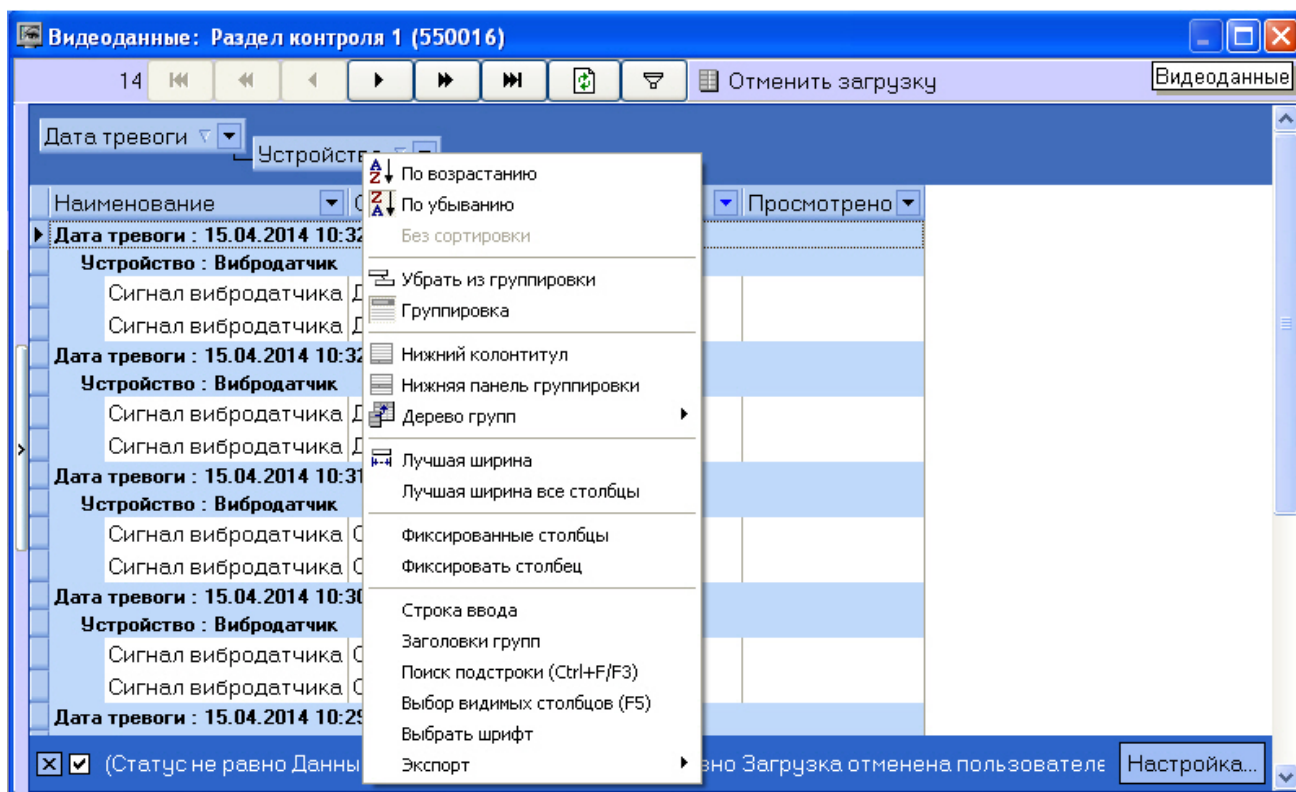 Видеоданные: Раздел контроля 1 (550016)
14 Отменить загрузку Видеоданные
Дата тревоги
Устройство
Наименование Просмотрено
Дата тревоги : 15.04.2014 10:32
Устройство : Вибродатчик
Сигнал вибродатчика
Сигнал вибродатчика
Дата тревоги : 15.04.2014 10:32
Устройство : Вибродатчик
Сигнал вибродатчика
Сигнал вибродатчика
Дата тревоги : 15.04.2014 10:31
Устройство : Вибродатчик
Сигнал вибродатчика
Сигнал вибродатчика
Дата тревоги : 15.04.2014 10:30
Устройство : Вибродатчик
Сигнал вибродатчика
Сигнал вибродатчика
Дата тревоги : 15.04.2014 10:29
По возрастанию
По убыванию
Без сортировки
Убрать из группировки
Группировка
Нижний колонтитул
Нижняя панель группировки
Дерево групп
Лучшая ширина
Лучшая ширина все столбцы
Фиксированные столбцы
Фиксировать столбец
Строка ввода
Заголовки групп
Поиск подстроки (Ctrl+F/F3)
Выбор видимых столбцов (F5)
Выбрать шрифт
Экспорт
(Статус не равно Данны вно Загрузка отменена пользователе Настройка...